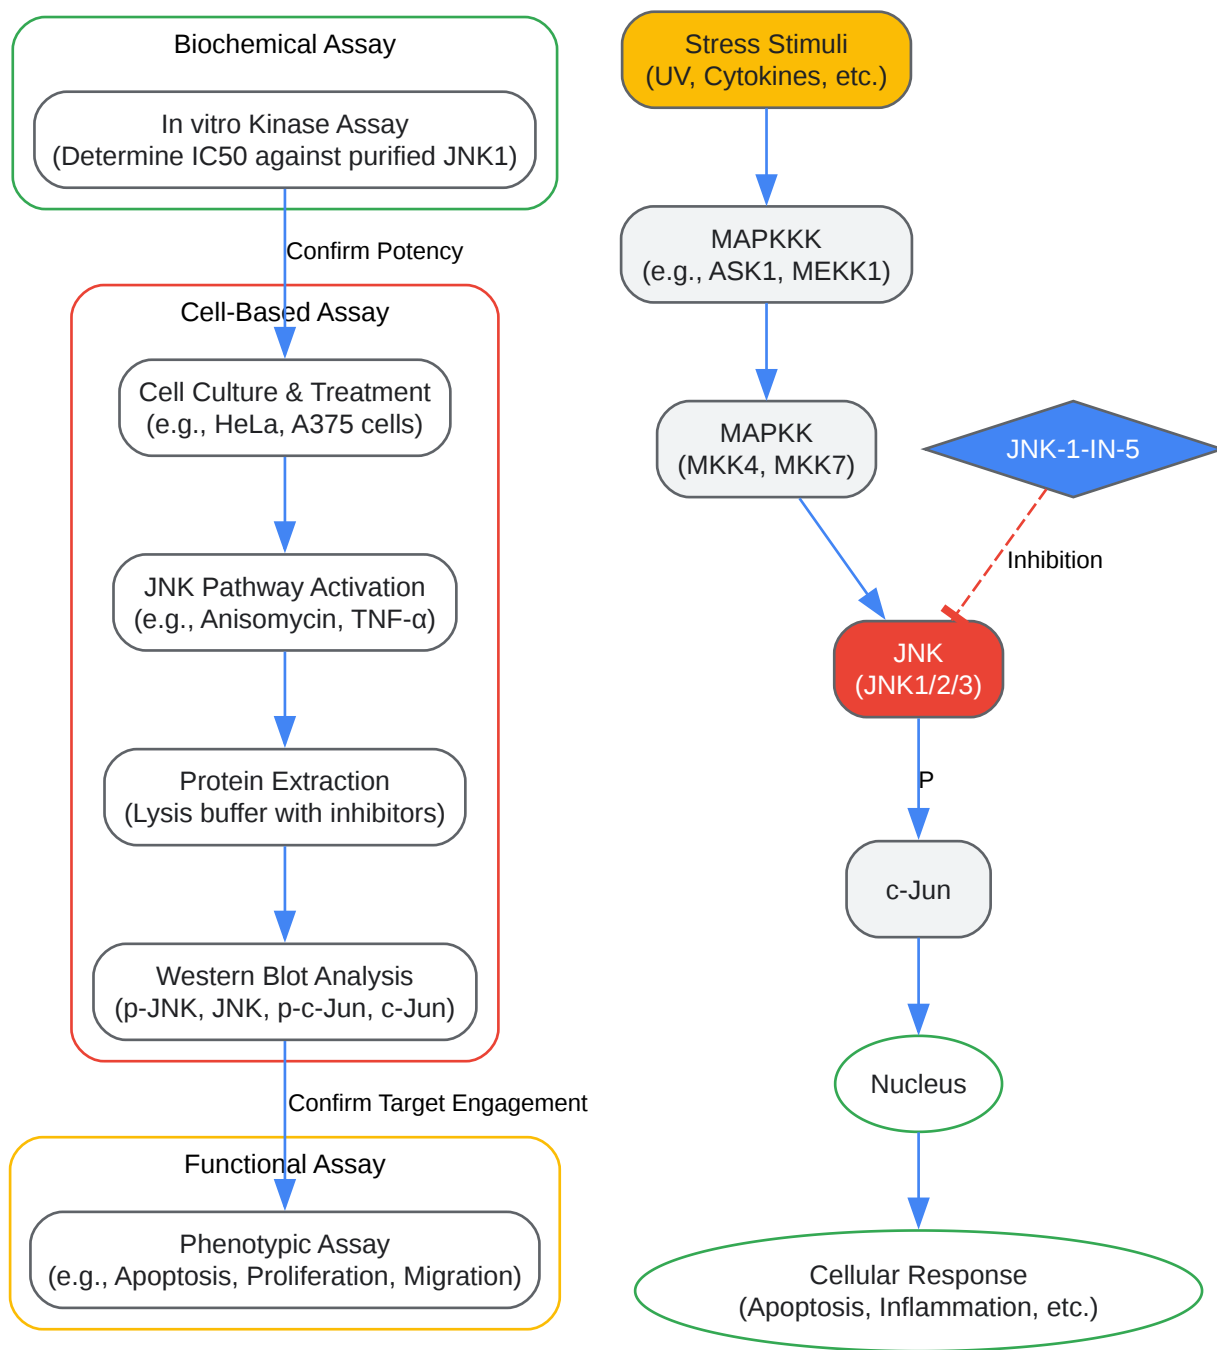 Biochemical Assay
In vitro Kinase Assay
(Determine IC50 against purified JNK1)
Confirm Potency
Cell-Based Assay
Cell Culture & Treatment
(e.g., HeLa, A375 cells)
JNK Pathway Activation
(e.g., Anisomycin, TNF-α)
Protein Extraction
(Lysis buffer with inhibitors)
Western Blot Analysis
(p-JNK, JNK, p-c-Jun, c-Jun)
Confirm Target Engagement
Functional Assay
Phenotypic Assay
(e.g., Apoptosis, Proliferation, Migration)
Stress Stimuli
(UV, Cytokines, etc.)
MAPKKK
(e.g., ASK1, MEKK1)
MAPKK
(MKK4, MKK7)
JNK-1-IN-5
Inhibition
JNK
(JNK1/2/3)
P
c-Jun
Nucleus
Cellular Response
(Apoptosis, Inflammation, etc.)